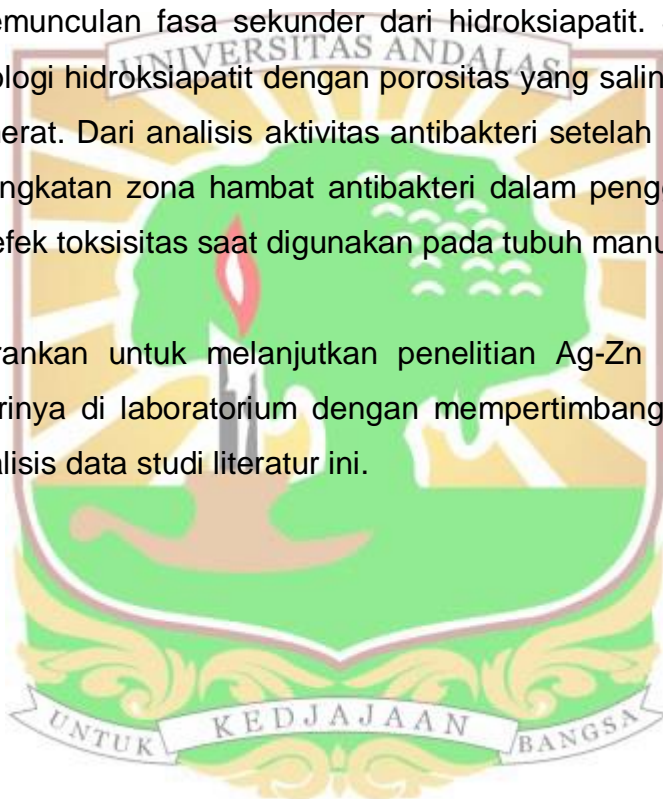 emunculan fasa sekunder dari hidroksiapatit.
UNIVERSITAS ANDALAS
ologi hidroksiapatit dengan porositas yang salin
erat. Dari analisis aktivitas antibakteri setelah
ngkatan zona hambat antibakteri dalam peng
efek toksisitas saat digunakan pada tubuh manu
rankan untuk melanjutkan penelitian Ag-Zn
rinya di laboratorium dengan mempertimbang
alisis data studi literatur ini.
UNTUK KEDJAJAAN BANGSA